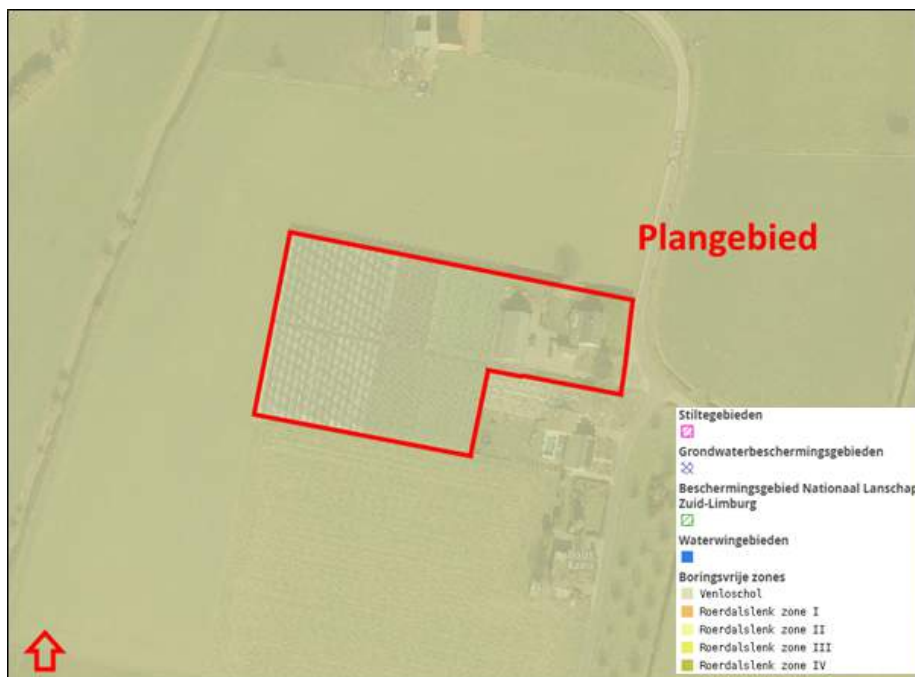 Plangebied
Stiltegebieden
Grondwaterbeschermingsgebieden
Beschermingsgebied Nationaal Lanschap
Zuid-Limburg
Waterwingebieden
Boringsvrije zones
Venloschol
Roerdalslenk zone I
Roerdalslenk zone II
Roerdalslenk zone III
Roerdalslenk zone IV